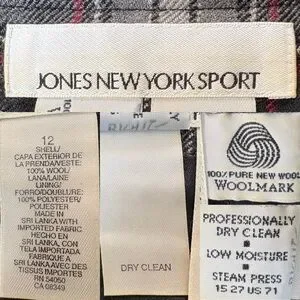 JONES NEW YORK SPORT
12
SHELL/
CAPA EXTERIOR DE
LA PRENDA/VESTE:
100% WOOL/
LANA/LAINE
LINING/
FORRO/DOUBLURE:
100% POLYESTER/
POLYESTER
MADE IN
SRI LANKA WITH
IMPORTED FABRIC
HECHO EN
SRI LANKA, CON
TELA IMPORTADA
FABRIQUE A
SRI LANKA AVEC DES
TISSUS IMPORTES
RN 54050
CA 08349
DRY CLEAN
100% PURE NEW WOOL
WOOLMARK
PROFESSIONALLY
DRY CLEAN
LOW MOISTURE
STEAM PRESS
15 27 US 71